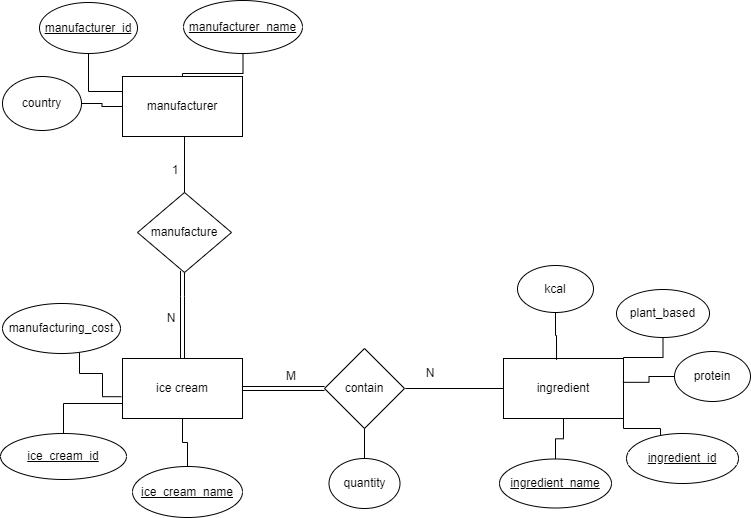 manufacturer_id
manufacturer_name
country
manufacturer
1
manufacture
N
kcal
plant_based
manufacturing_cost
protein
ice cream
M
contain
N
ingredient
ice_cream_id
ice_cream_name
quantity
ingredient_name
ingredient_id